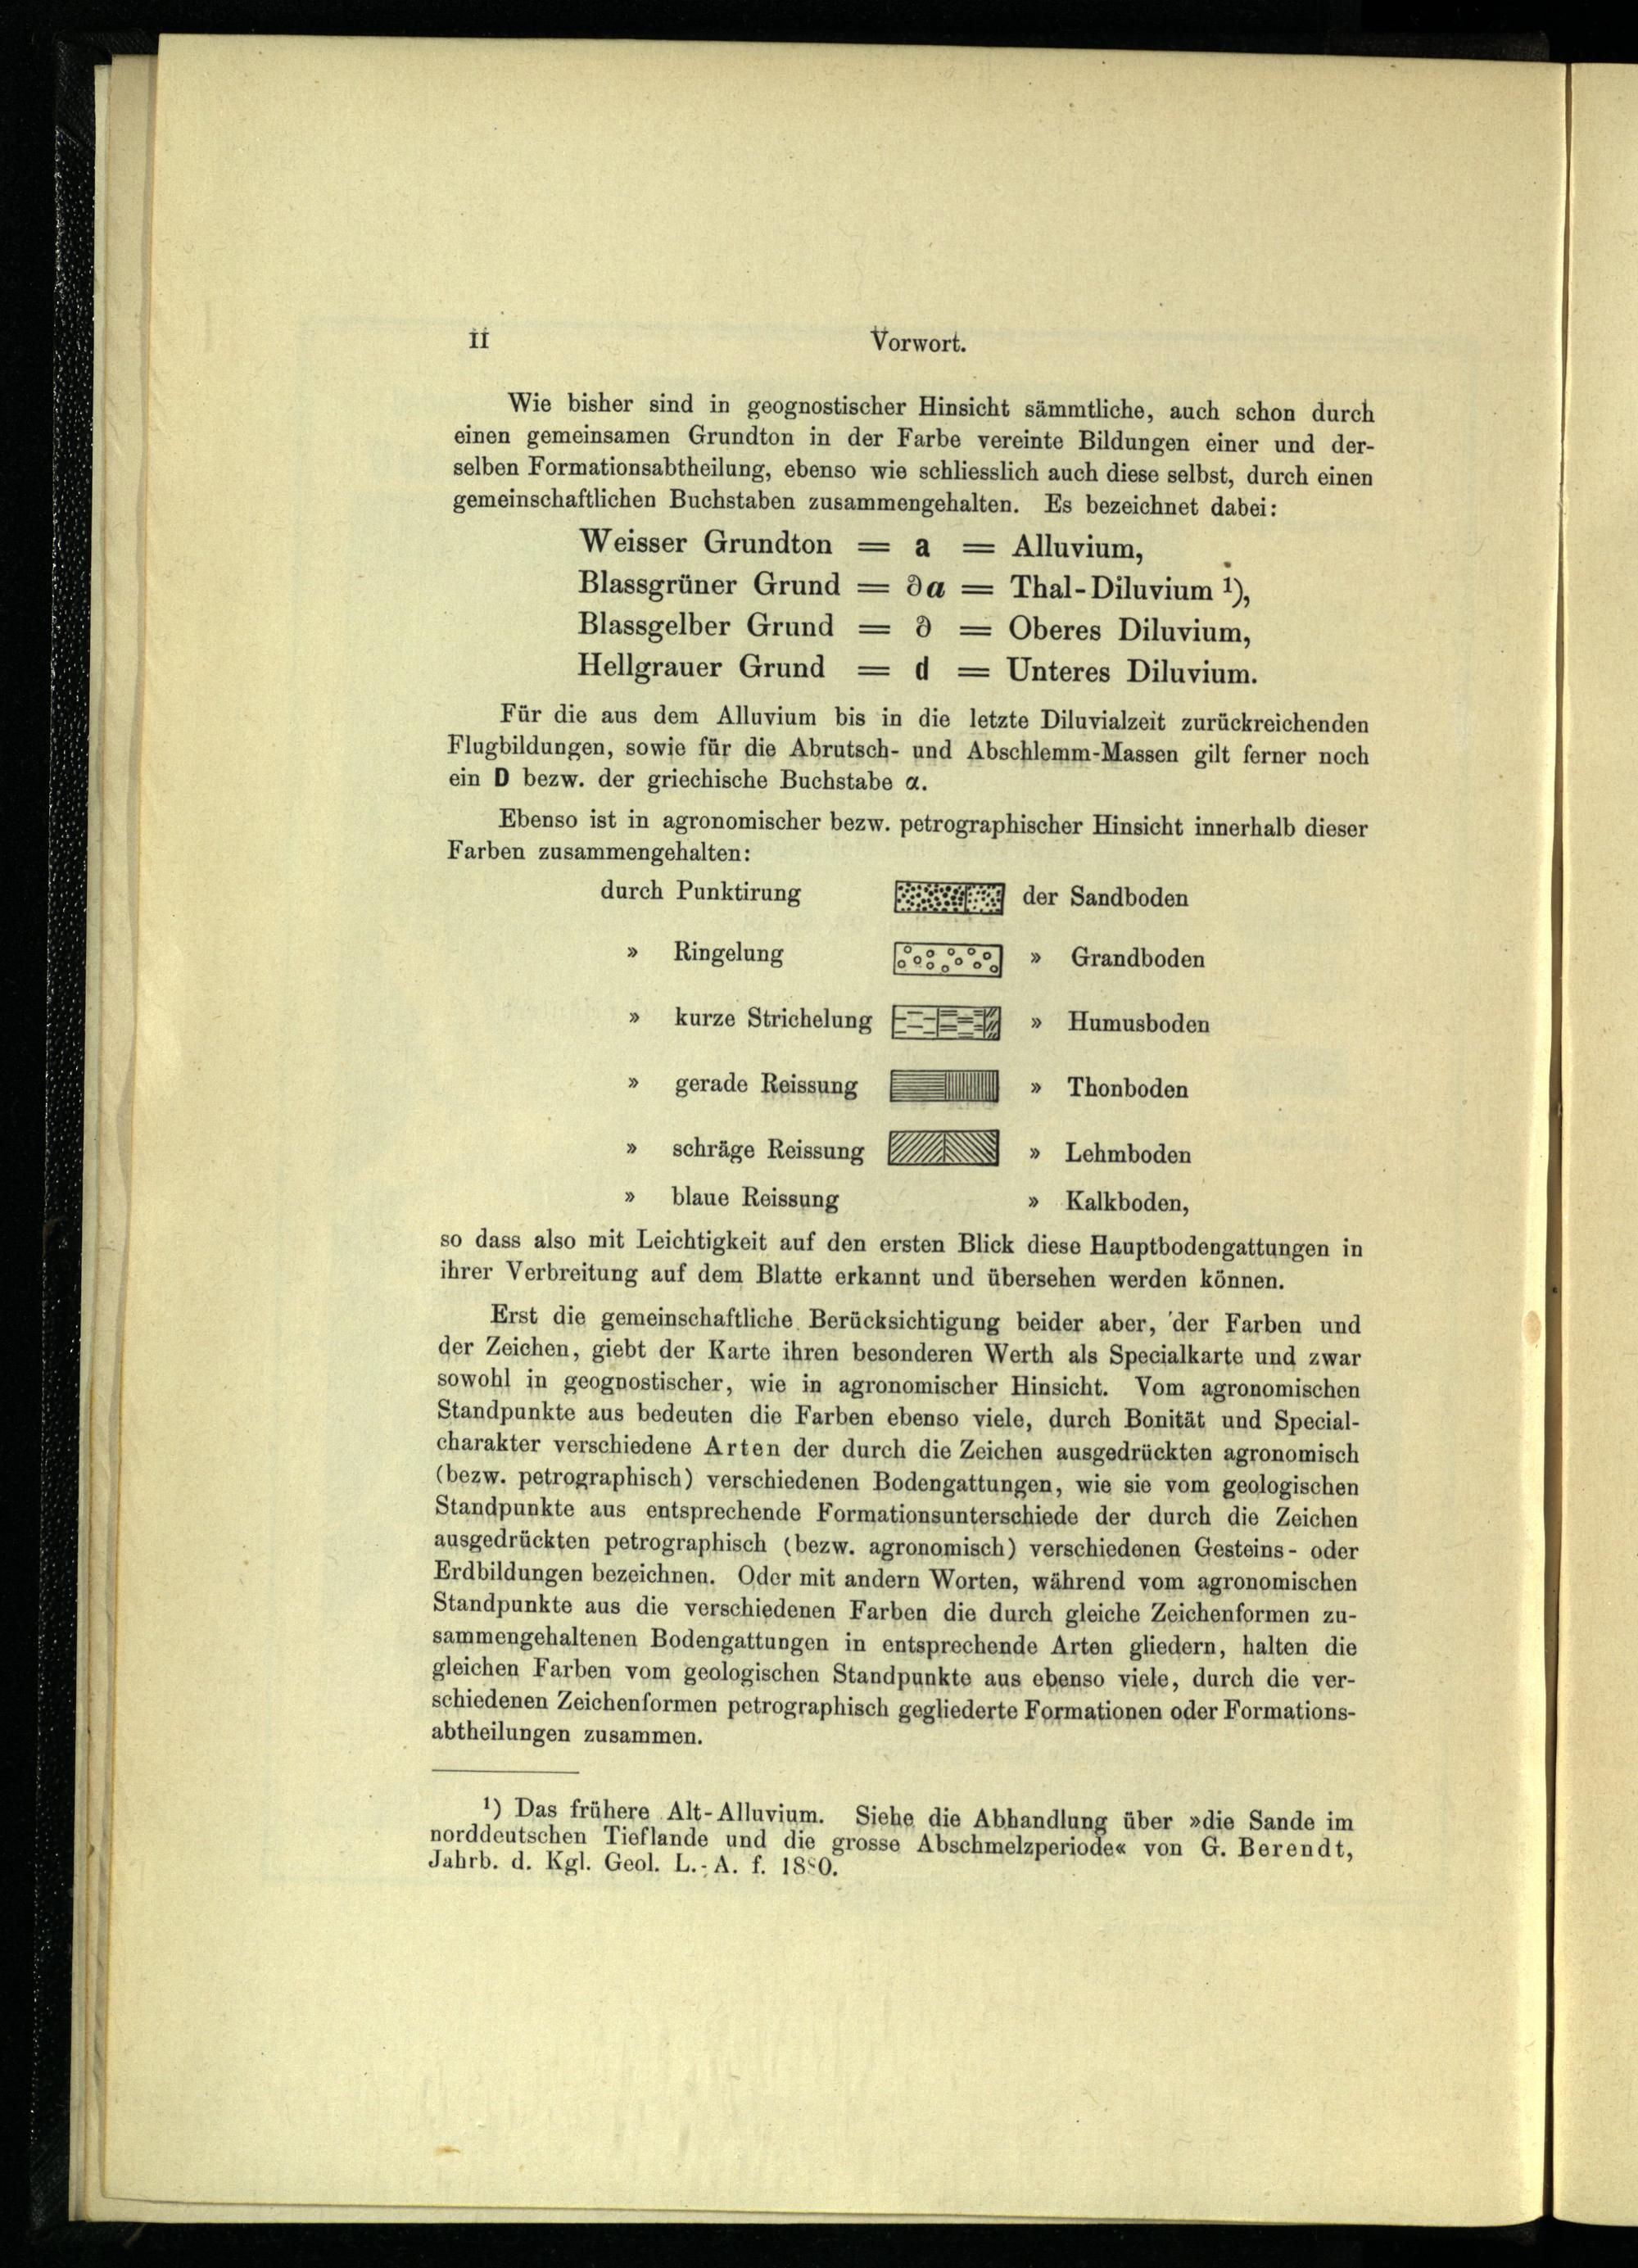 II Vorwort.
Wie bisher sind in geognostischer Hinsicht sämmtliche, auch schon durch
einen gemeinsamen Grundton in der Farbe vereinte Bildungen einer und der-
selben Formationsabtheilung, ebenso wie schliesslich auch diese selbst, durch einen
gemeinschaftlichen Buchstaben zusammengehalten. Es bezeichnet dabei:
Weisser Grundton = a = Alluvium,
Blassgrüner Grund = ∂a = Thal-Diluvium ¹),
Blassgelber Grund = ∂ = Oberes Diluvium,
Hellgrauer Grund = d = Unteres Diluvium.
Für die aus dem Alluvium bis in die letzte Diluvialzeit zurückreichenden
Flugbildungen, sowie für die Abrutsch- und Abschlemm-Massen gilt ferner noch
ein D bezw. der griechische Buchstabe α.
Ebenso ist in agronomischer bezw. petrographischer Hinsicht innerhalb dieser
Farben zusammengehalten:
durch Punktirung der Sandboden
» Ringelung » Grandboden
» kurze Strichelung » Humusboden
» gerade Reissung » Thonboden
» schräge Reissung » Lehmboden
» blaue Reissung » Kalkboden,
so dass also mit Leichtigkeit auf den ersten Blick diese Hauptbodengattungen in
ihrer Verbreitung auf dem Blatte erkannt und übersehen werden können.
Erst die gemeinschaftliche Berücksichtigung beider aber, der Farben und
der Zeichen, giebt der Karte ihren besonderen Werth als Specialkarte und zwar
sowohl in geognostischer, wie in agronomischer Hinsicht. Vom agronomischen
Standpunkte aus bedeuten die Farben ebenso viele, durch Bonität und Special-
charakter verschiedene Arten der durch die Zeichen ausgedrückten agronomisch
(bezw. petrographisch) verschiedenen Bodengattungen, wie sie vom geologischen
Standpunkte aus entsprechende Formationsunterschiede der durch die Zeichen
ausgedrückten petrographisch (bezw. agronomisch) verschiedenen Gesteins- oder
Erdbildungen bezeichnen. Oder mit andern Worten, während vom agronomischen
Standpunkte aus die verschiedenen Farben die durch gleiche Zeichenformen zu-
sammengehaltenen Bodengattungen in entsprechende Arten gliedern, halten die
gleichen Farben vom geologischen Standpunkte aus ebenso viele, durch die ver-
schiedenen Zeichenformen petrographisch gegliederte Formationen oder Formations-
abtheilungen zusammen.
¹) Das frühere Alt-Alluvium. Siehe die Abhandlung über »die Sande im
norddeutschen Tieflande und die grosse Abschmelzperiode« von G. Berendt,
Jahrb. d. Kgl. Geol. L.-A. f. 1880.